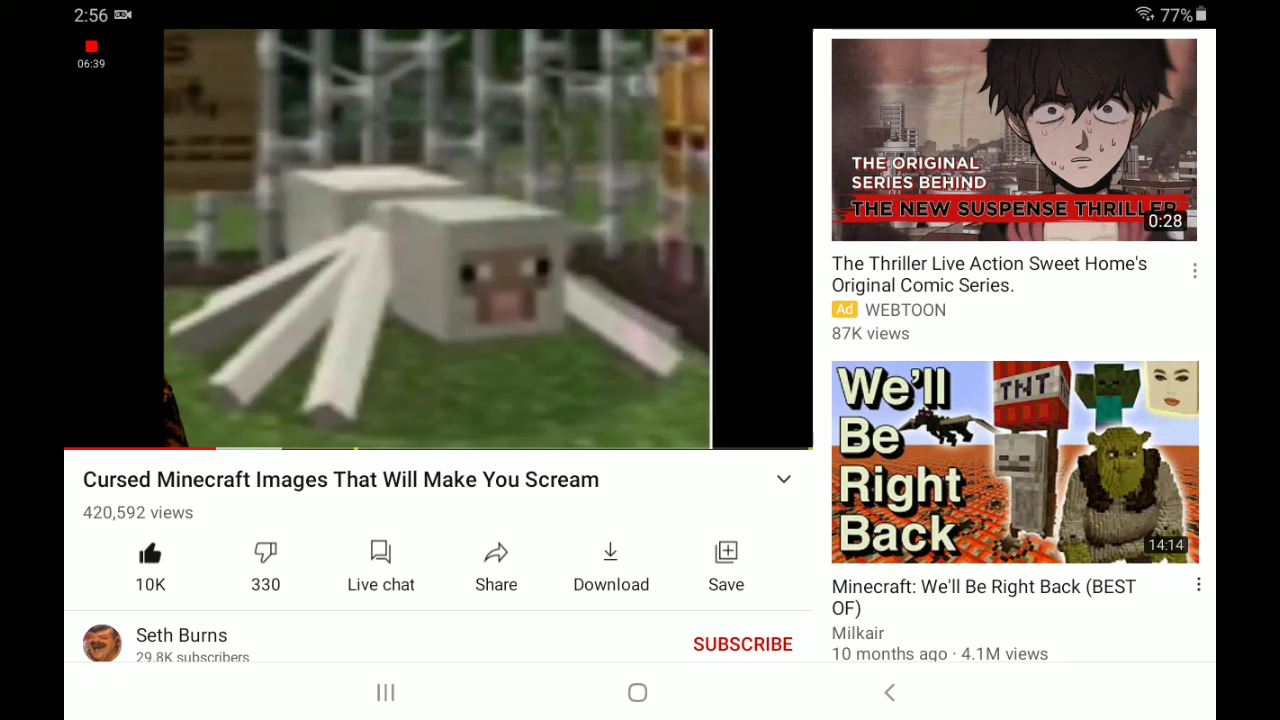 2:56
77%
06:39
THE ORIGINAL
SERIES BEHIND
THE NEW SUSPENSE THRILLER
0:28
The Thriller Live Action Sweet Home's
Original Comic Series.
Ad WEBTOON
87K views
Cursed Minecraft Images That Will Make You Scream
420,592 views
10K
330
Live chat
Share
Download
Save
Seth Burns
29.8K subscribers
SUBSCRIBE
We'll
Be
Right
Back
TNT
14:14
Minecraft: We'll Be Right Back (BEST
OF)
Milkair
10 months ago · 4.1M views